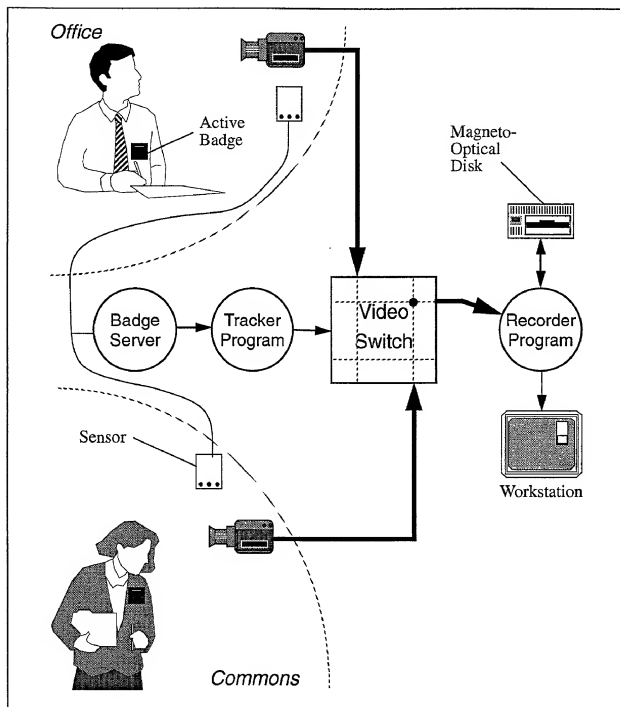 Office
Active
Badge
Magneto-
Optical
Disk
Badge
Server
Tracker
Program
Video
Switch
Recorder
Program
Sensor
Workstation
Commons